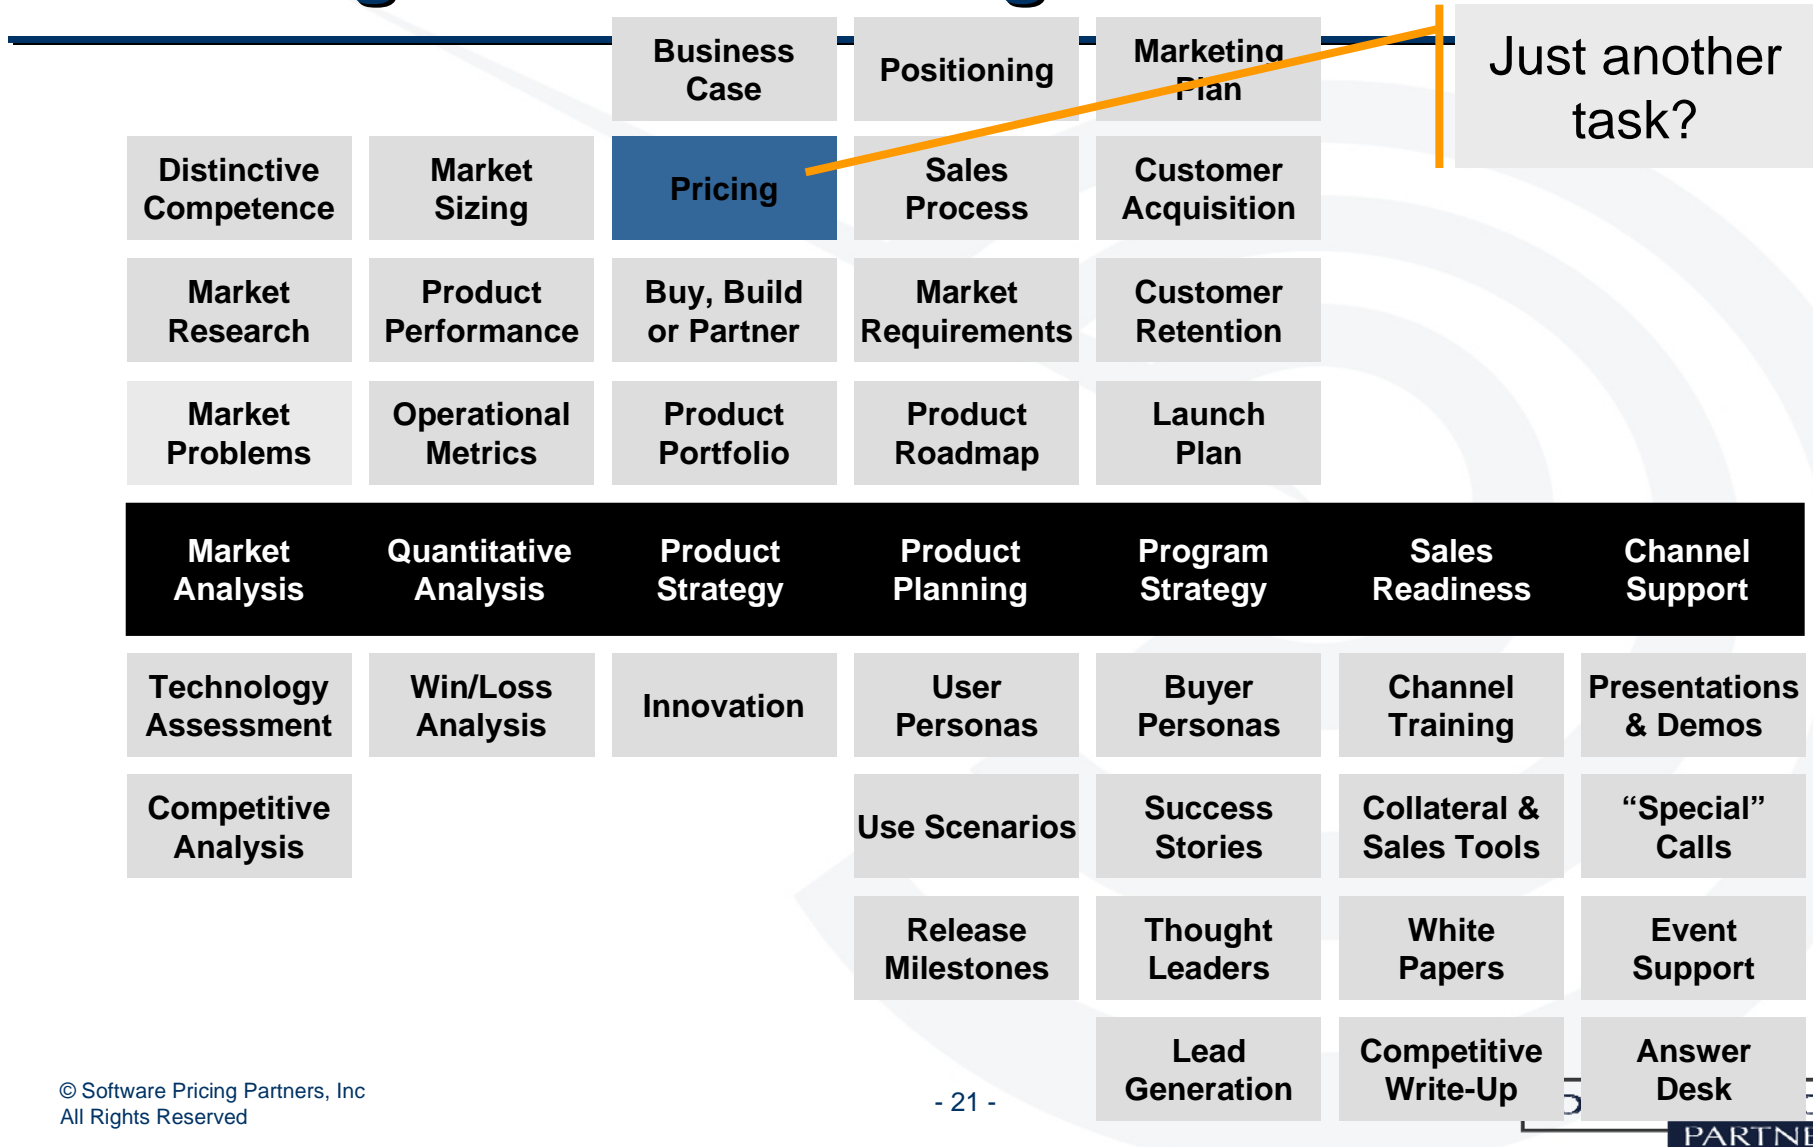 Just another
task?
Business
Case
Positioning
Marketing
Plan
Distinctive
Competence
Market
Sizing
Pricing
Sales
Process
Customer
Acquisition
Market
Research
Product
Performance
Buy, Build
or Partner
Market
Requirements
Customer
Retention
Market
Problems
Operational
Metrics
Product
Portfolio
Product
Roadmap
Launch
Plan
Market
Analysis
Quantitative
Analysis
Product
Strategy
Product
Planning
Program
Strategy
Sales
Readiness
Channel
Support
Technology
Assessment
Win/Loss
Analysis
Innovation
User
Personas
Buyer
Personas
Channel
Training
Presentations
& Demos
Competitive
Analysis
Use Scenarios
Success
Stories
Collateral &
Sales Tools
“Special”
Calls
Release
Milestones
Thought
Leaders
White
Papers
Event
Support
Lead
Generation
Competitive
Write-Up
Answer
Desk
© Software Pricing Partners, Inc
All Rights Reserved
- 21 -